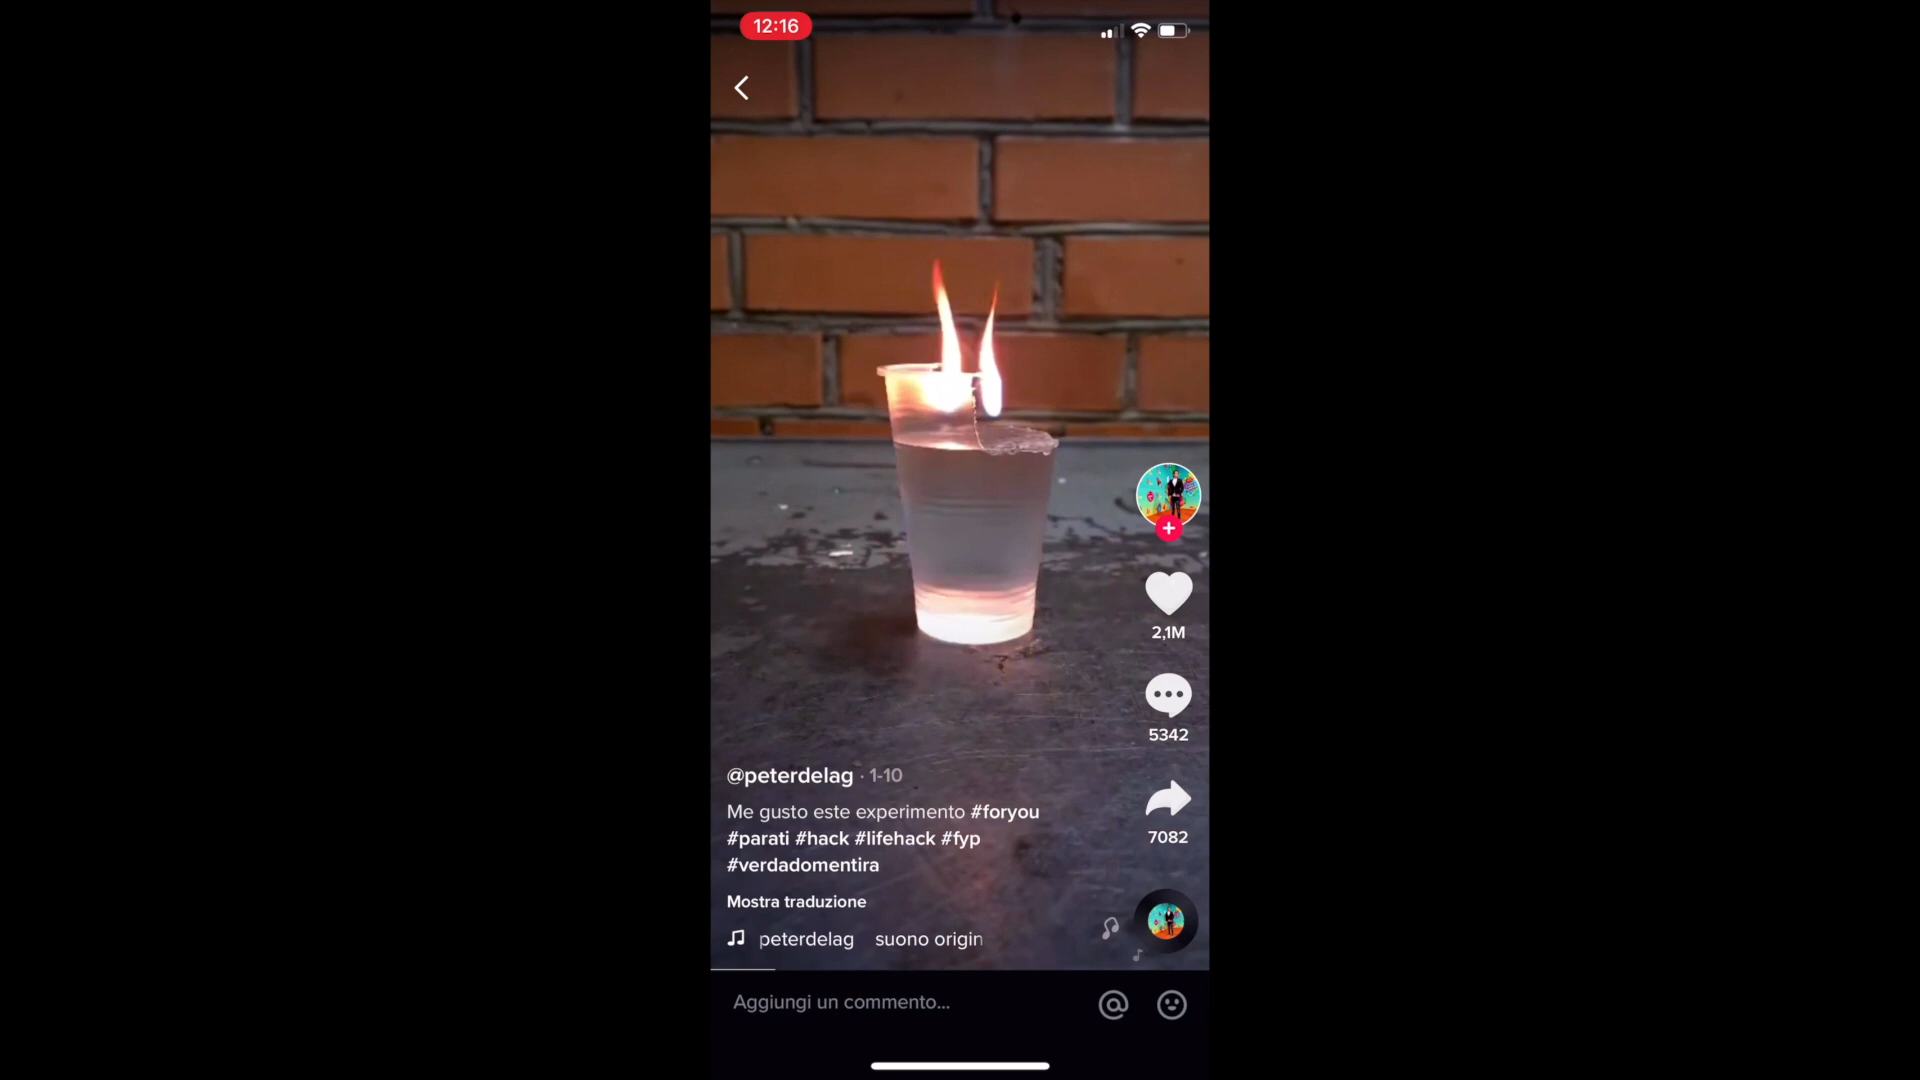 12:16
2,1M
5342
7082
@peterdelag · 1-10
Me gusto este experimento #foryou
#parati #hack #lifehack #fyp
#verdadomentira
Mostra traduzione
peterdelag suono origin
Aggiungi un commento...